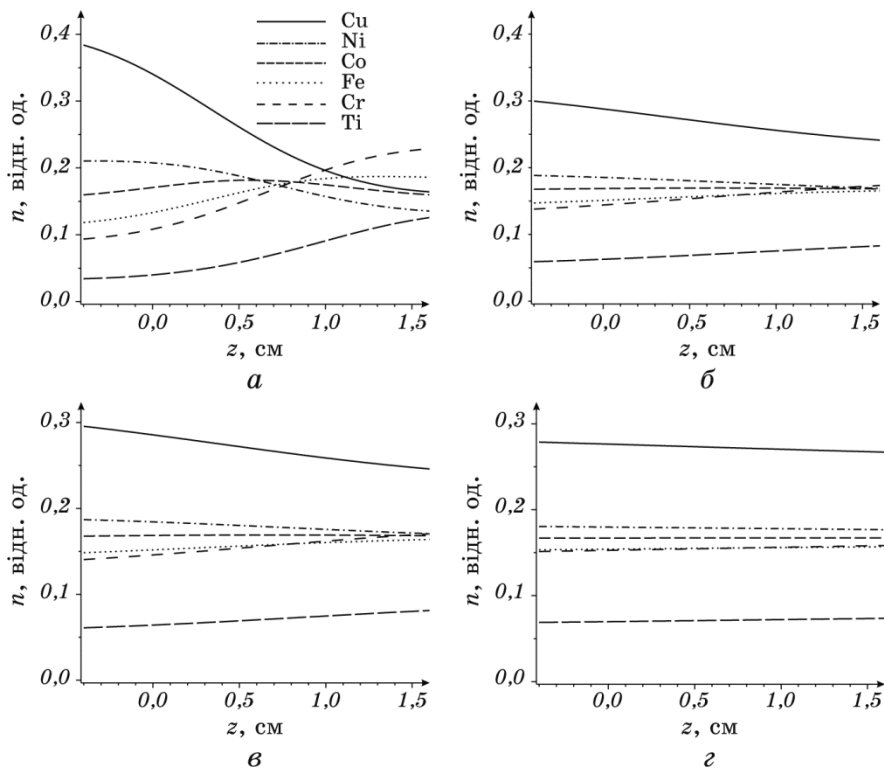 n, відн. од.
0,4
0,3
0,2
0,1
0,0
Cu
Ni
Co
Fe
Cr
Ti
0,0 0,5 1,0 1,5
z, см
а
n, відн. од.
0,4
0,3
0,2
0,1
0,0
0,0 0,5 1,0 1,5
z, см
б
n, відн. од.
0,3
0,2
0,1
0,0
0,0 0,5 1,0 1,5
z, см
в
n, відн. од.
0,3
0,2
0,1
0,0
0,0 0,5 1,0 1,5
z, см
г